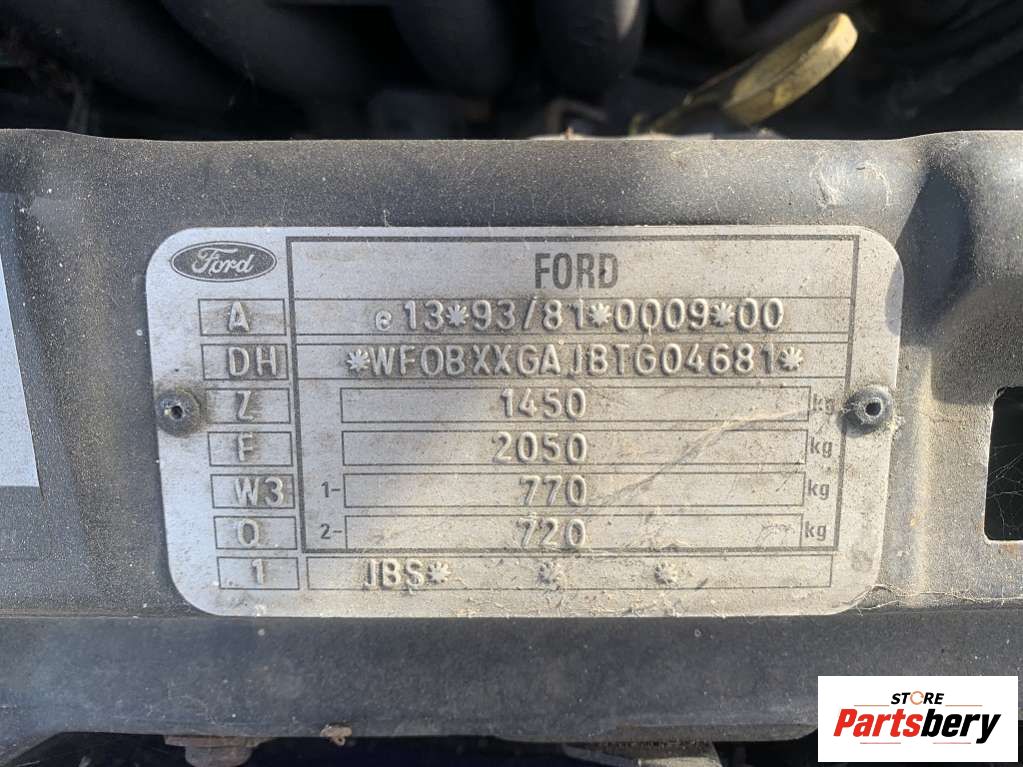 Ford
FORD
A e13*93/81*0009*00
DH *WF0BXXGAJBTG04681*
Z 1450 kg
F 2050 kg
W3 1- 770 kg
0 2- 720 kg
1 JBS* * *
STORE
Partsbery